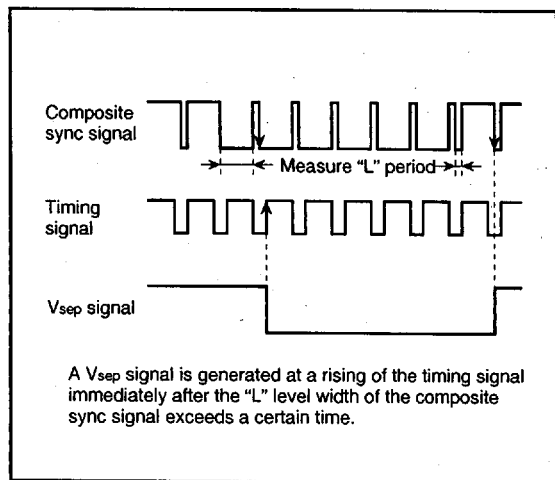 Composite
sync signal
Measure "L" period
Timing
signal
Vsep signal
A Vsep signal is generated at a rising of the timing signal
immediately after the "L" level width of the composite
sync signal exceeds a certain time.